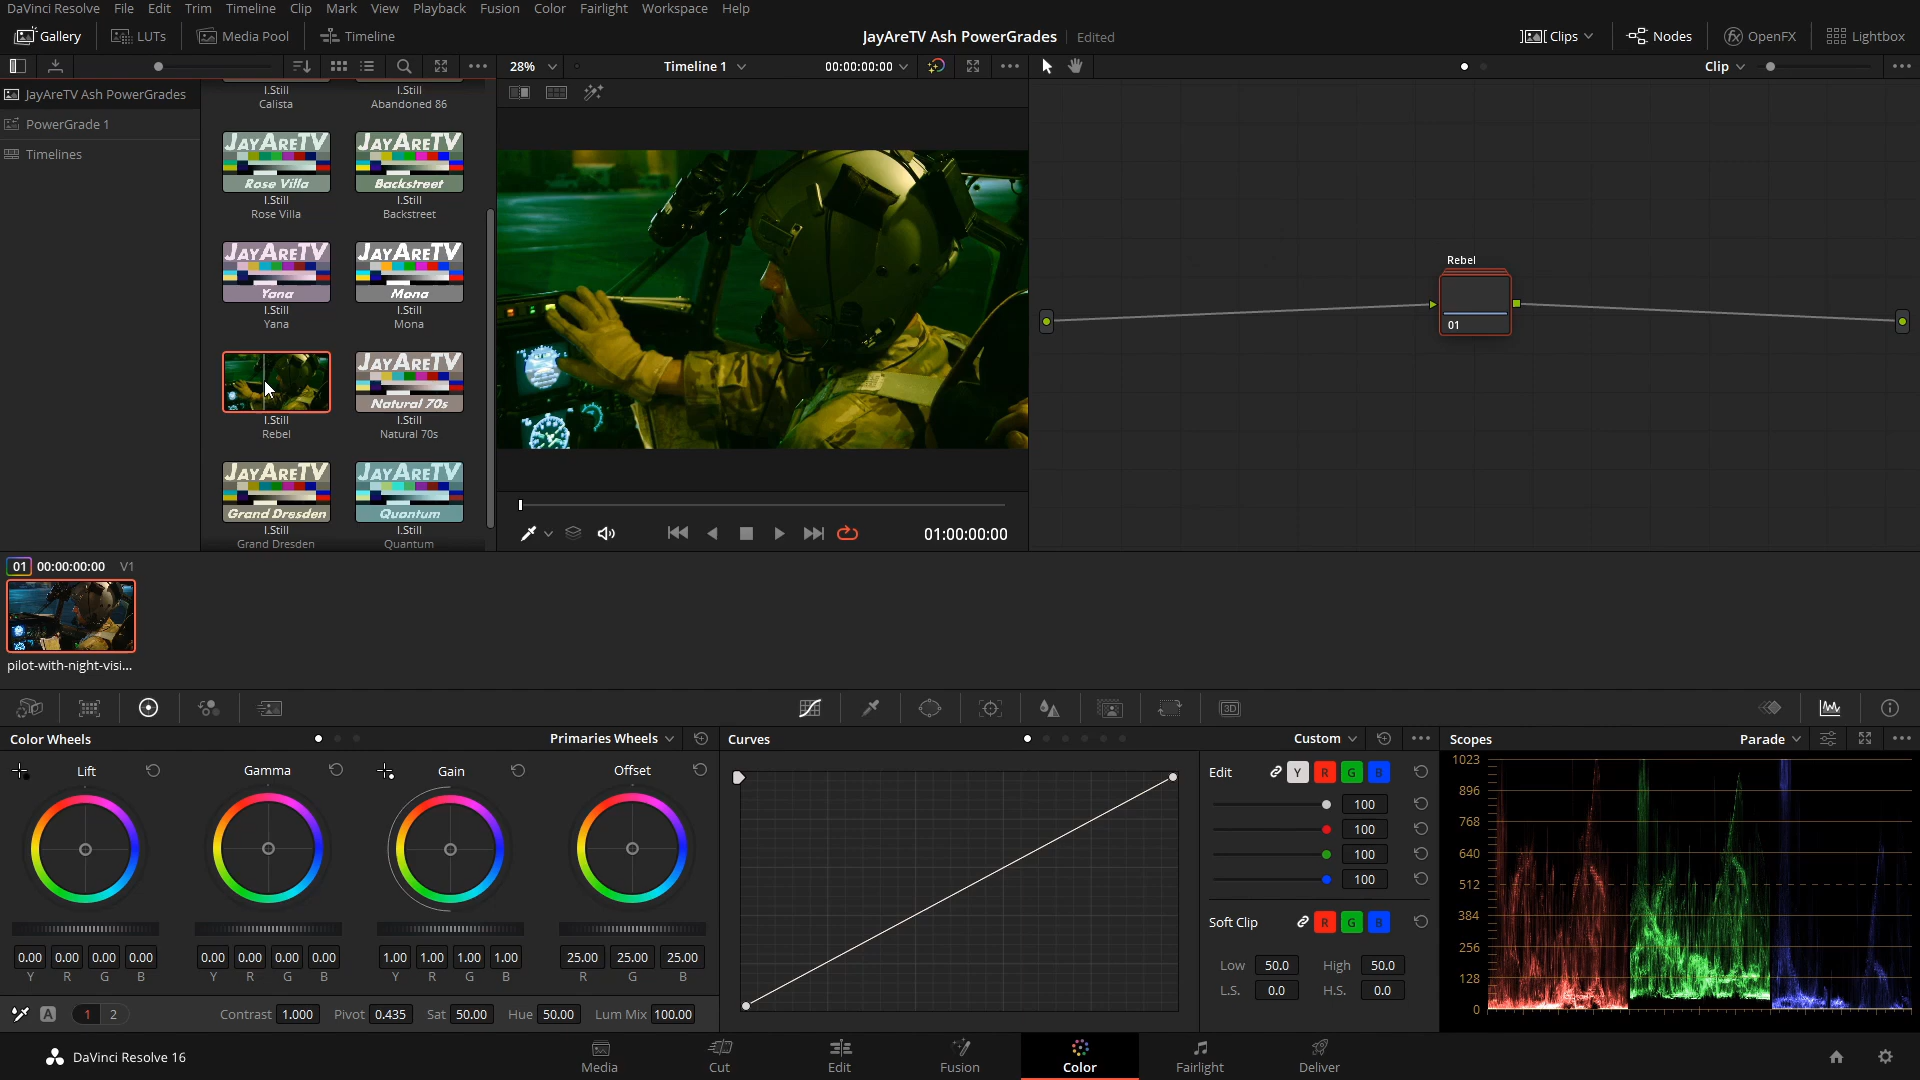 DaVinci Resolve File Edit Trim Timeline Clip Mark View Playback Fusion Color Fairlight Workspace Help
Gallery LUTs Media Pool Timeline JayAreTV Ash PowerGrades Edited Clips Nodes OpenFX Lightbox
28% Timeline 1 00:00:00:00 Clip
JayAreTV Ash PowerGrades
PowerGrade 1
Timelines
1.Still 1.Still
Calista Abandoned 86
JAYARETV JAYARETV
Rose Villa Backstreet
1.Still 1.Still
Rose Villa Backstreet
JAYARETV JAYARETV
Yana Mona
1.Still 1.Still
Yana Mona
JAYARETV
Natural 70s
1.Still 1.Still
Rebel Natural 70s
JAYARETV JAYARETV
Grand Dresden Quantum
1.Still 1.Still
Grand Dresden Quantum
Rebel
01
01:00:00:00
01 00:00:00:00 V1
pilot-with-night-visi...
Color Wheels Primaries Wheels Curves Custom Scopes Parade
Lift Gamma Gain Offset
0.00 0.00 0.00 0.00 0.00 0.00 0.00 0.00 1.00 1.00 1.00 1.00 25.00 25.00 25.00
Y R G B Y R G B Y R G B R G B
A 1 2 Contrast 1.000 Pivot 0.435 Sat 50.00 Hue 50.00 Lum Mix 100.00
Edit Y R G B
100
100
100
100
Soft Clip R G B
Low 50.0 High 50.0
L.S. 0.0 H.S. 0.0
1023
896
768
640
512
384
256
128
0
3D
DaVinci Resolve 16 Media Cut Edit Fusion Color Fairlight Deliver